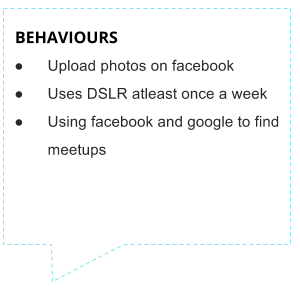 BEHAVIOURS
● Upload photos on facebook
● Uses DSLR atleast once a week
● Using facebook and google to find
meetups